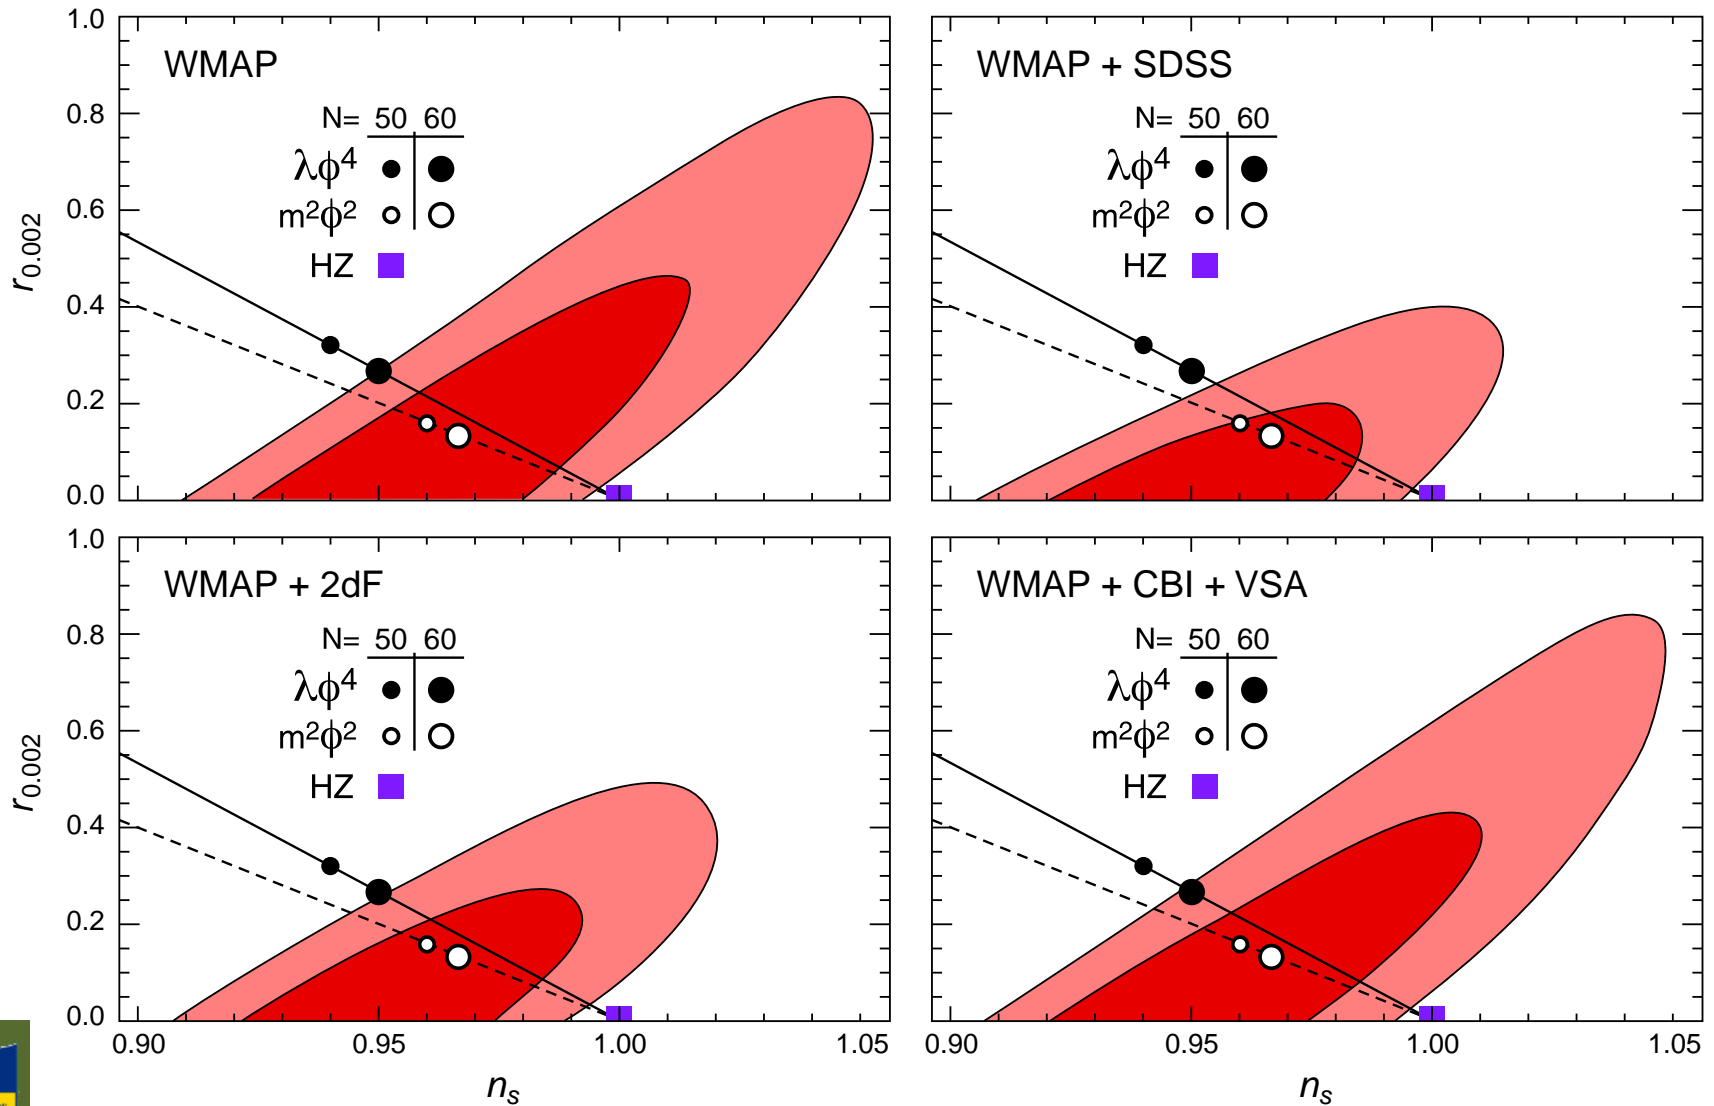 1.0
0.8
0.6
0.4
0.2
0.0
r0.002
WMAP
N= 50 60
λϕ⁴
m²ϕ²
HZ
WMAP + SDSS
N= 50 60
λϕ⁴
m²ϕ²
HZ
1.0
0.8
0.6
0.4
0.2
0.0
r0.002
WMAP + 2dF
N= 50 60
λϕ⁴
m²ϕ²
HZ
0.90 0.95 1.00 1.05
ns
WMAP + CBI + VSA
N= 50 60
λϕ⁴
m²ϕ²
HZ
0.90 0.95 1.00 1.05
ns